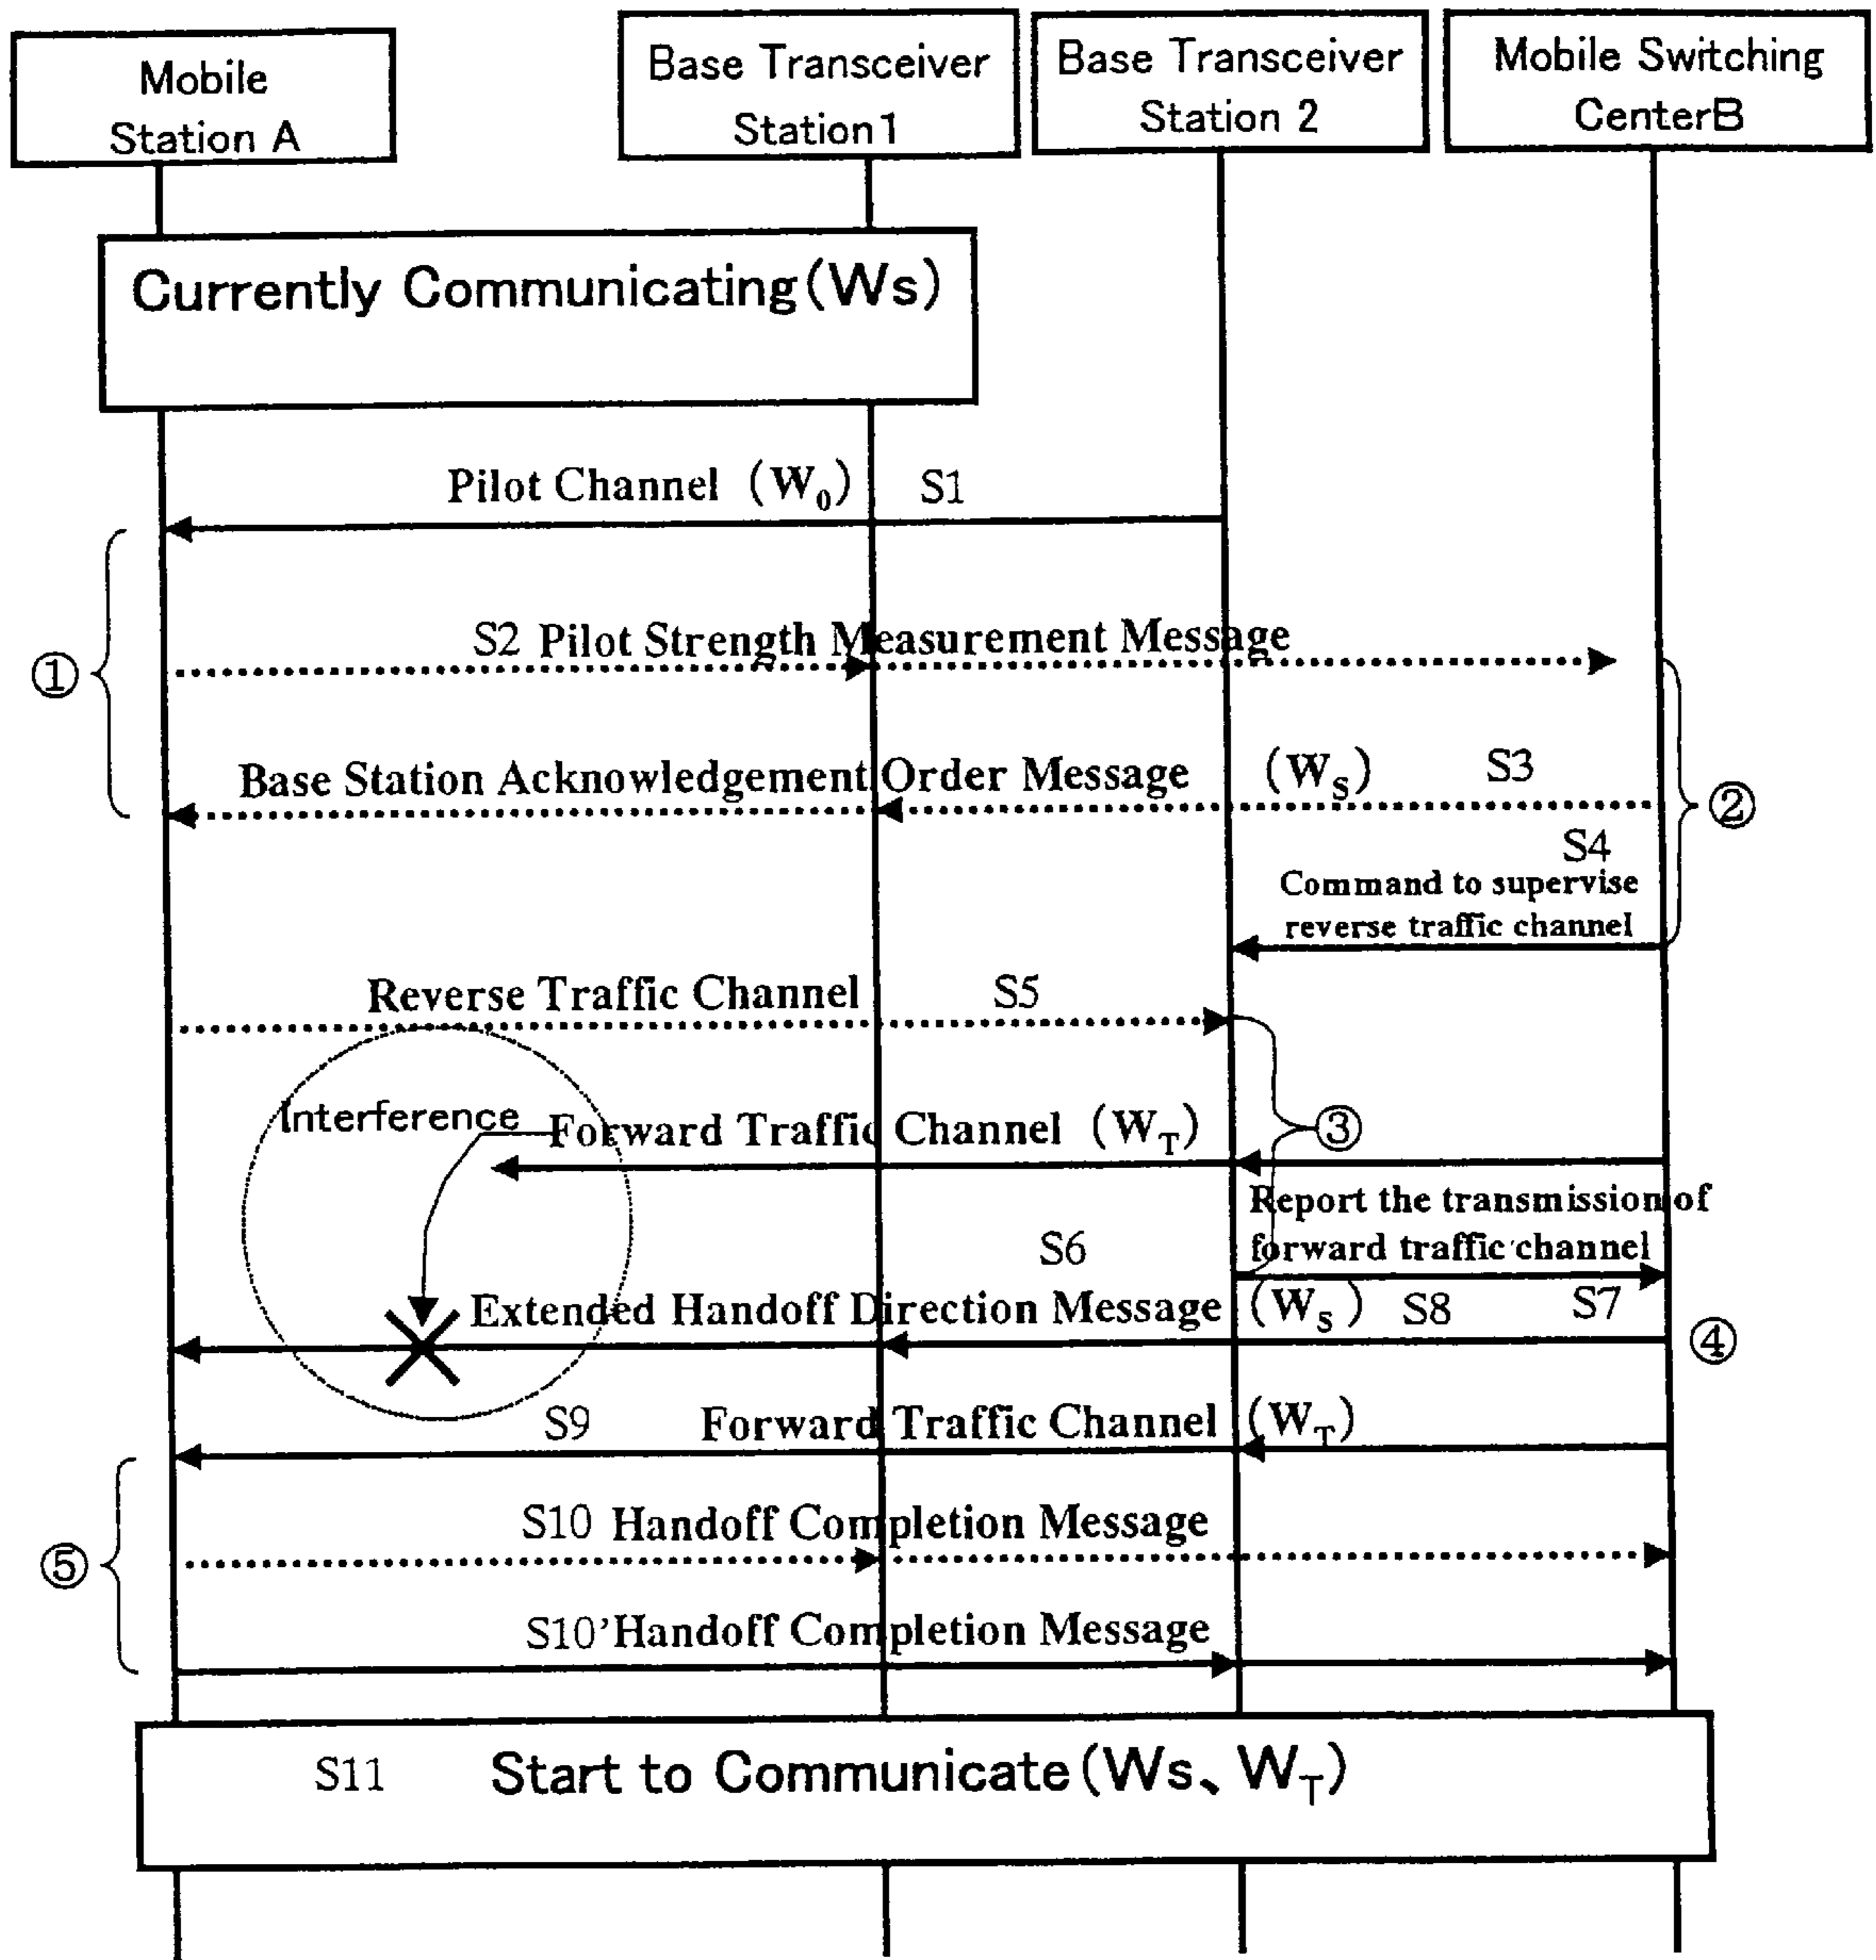 Mobile
Station A
Base Transceiver
Station1
Base Transceiver
Station 2
Mobile Switching
CenterB
Currently Communicating(Ws)
Pilot Channel (W0) S1
S2 Pilot Strength Measurement Message
①
Base Station Acknowledgement Order Message (WS) S3
②
S4
Command to supervise
reverse traffic channel
Reverse Traffic Channel S5
Interference
Forward Traffic Channel (WT)
③
Report the transmission of
forward traffic channel
S6
Extended Handoff Direction Message (WS) S8 S7
④
S9 Forward Traffic Channel (WT)
S10 Handoff Completion Message
⑤
S10'Handoff Completion Message
S11 Start to Communicate(Ws、WT)